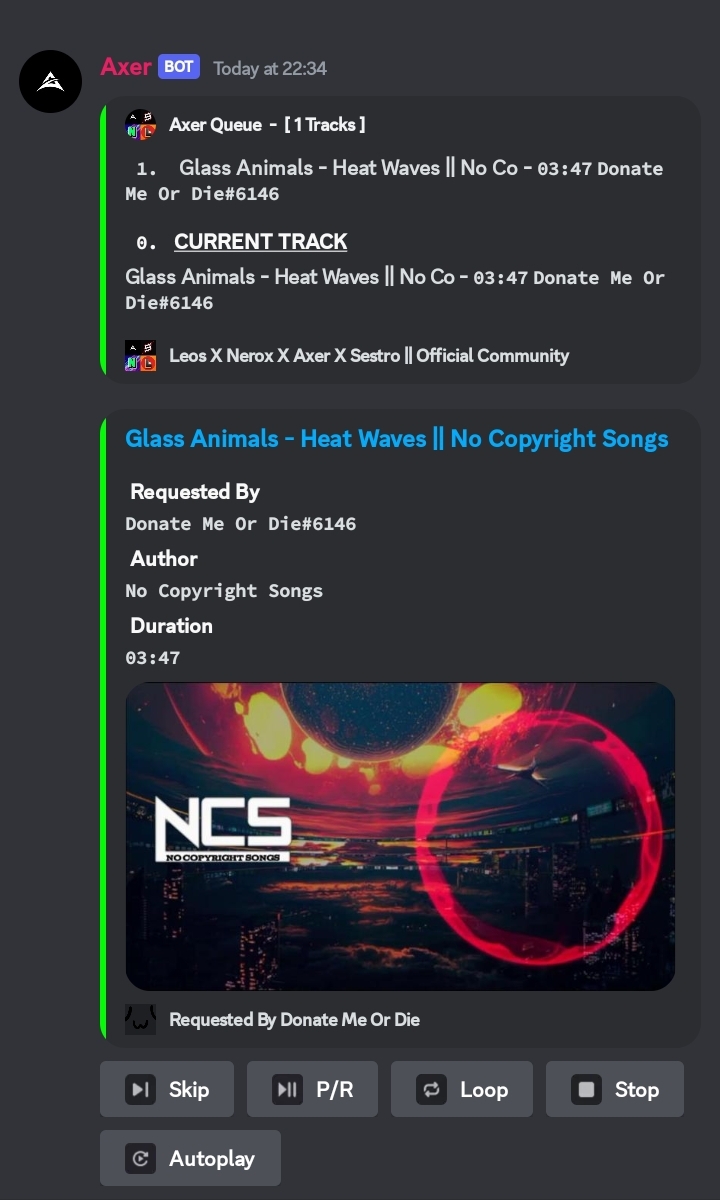 Axer BOT Today at 22:34
Axer Queue - [ 1 Tracks ]
1. Glass Animals - Heat Waves || No Co - 03:47 Donate
Me Or Die#6146
0. CURRENT TRACK
Glass Animals - Heat Waves || No Co - 03:47 Donate Me Or
Die#6146
Leos X Nerox X Axer X Sestro || Official Community
Glass Animals - Heat Waves || No Copyright Songs
Requested By
Donate Me Or Die#6146
Author
No Copyright Songs
Duration
03:47
NCS
NO COPYRIGHT SONGS
Requested By Donate Me Or Die
Skip P/R Loop Stop
Autoplay